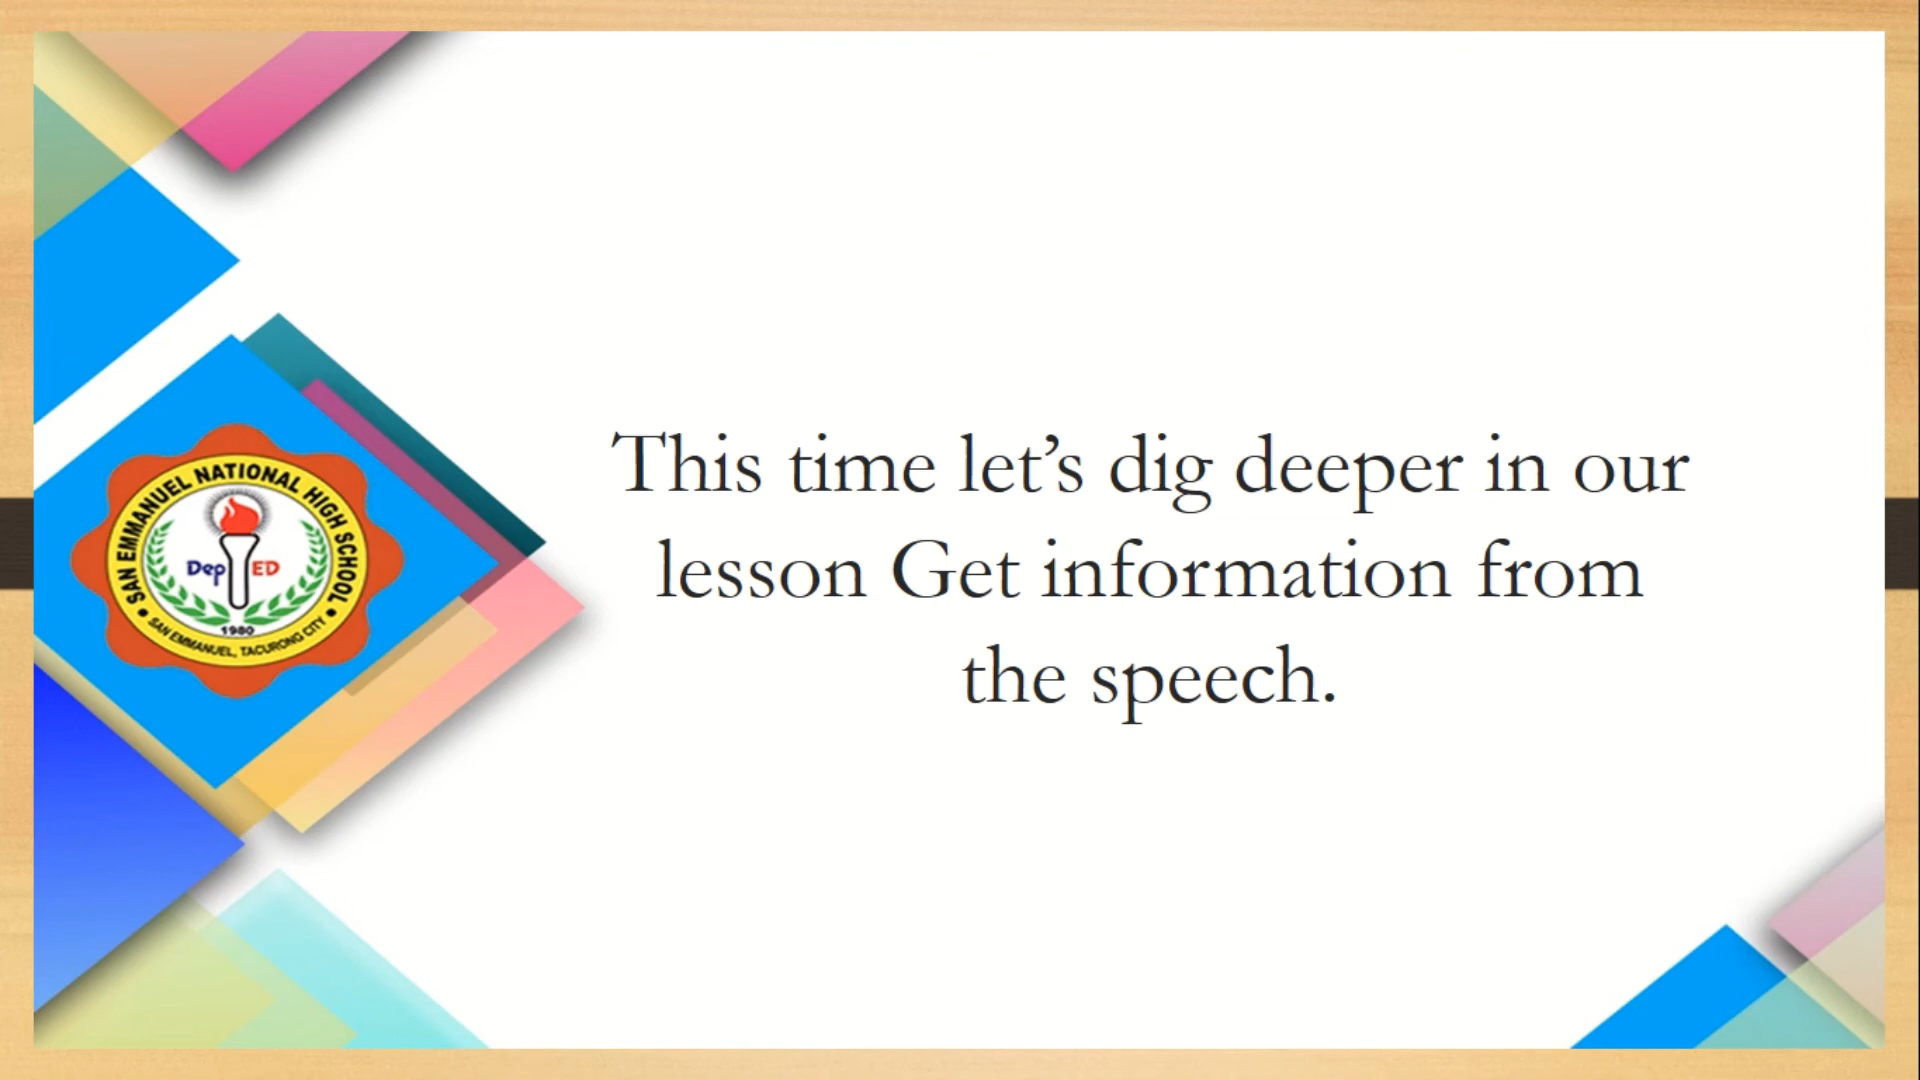 SAN EMMANUEL NATIONAL HIGH SCHOOL
DepED
1980
SAN EMMANUEL, TACURONG CITY
This time let’s dig deeper in our
lesson Get information from
the speech.